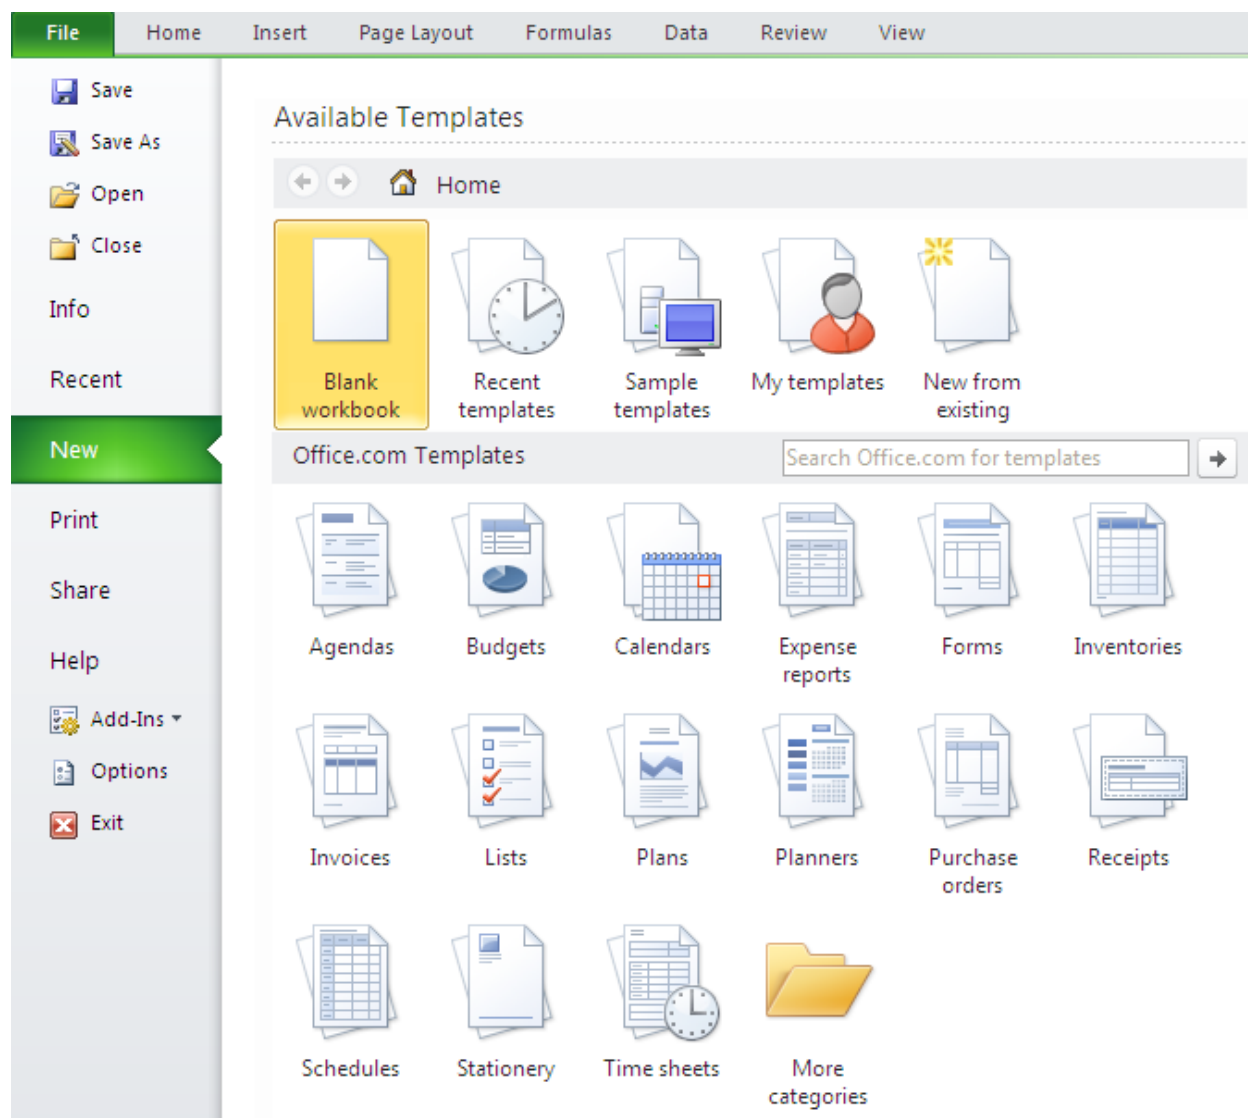 File Home Insert Page Layout Formulas Data Review View
Save
Save As
Open
Close
Info
Recent
New
Print
Share
Help
Add-Ins
Options
Exit
Available Templates
Home
Blank
workbook
Recent
templates
Sample
templates
My templates
New from
existing
Office.com Templates
Search Office.com for templates
Agendas
Budgets
Calendars
Expense
reports
Forms
Inventories
Invoices
Lists
Plans
Planners
Purchase
orders
Receipts
Schedules
Stationery
Time sheets
More
categories